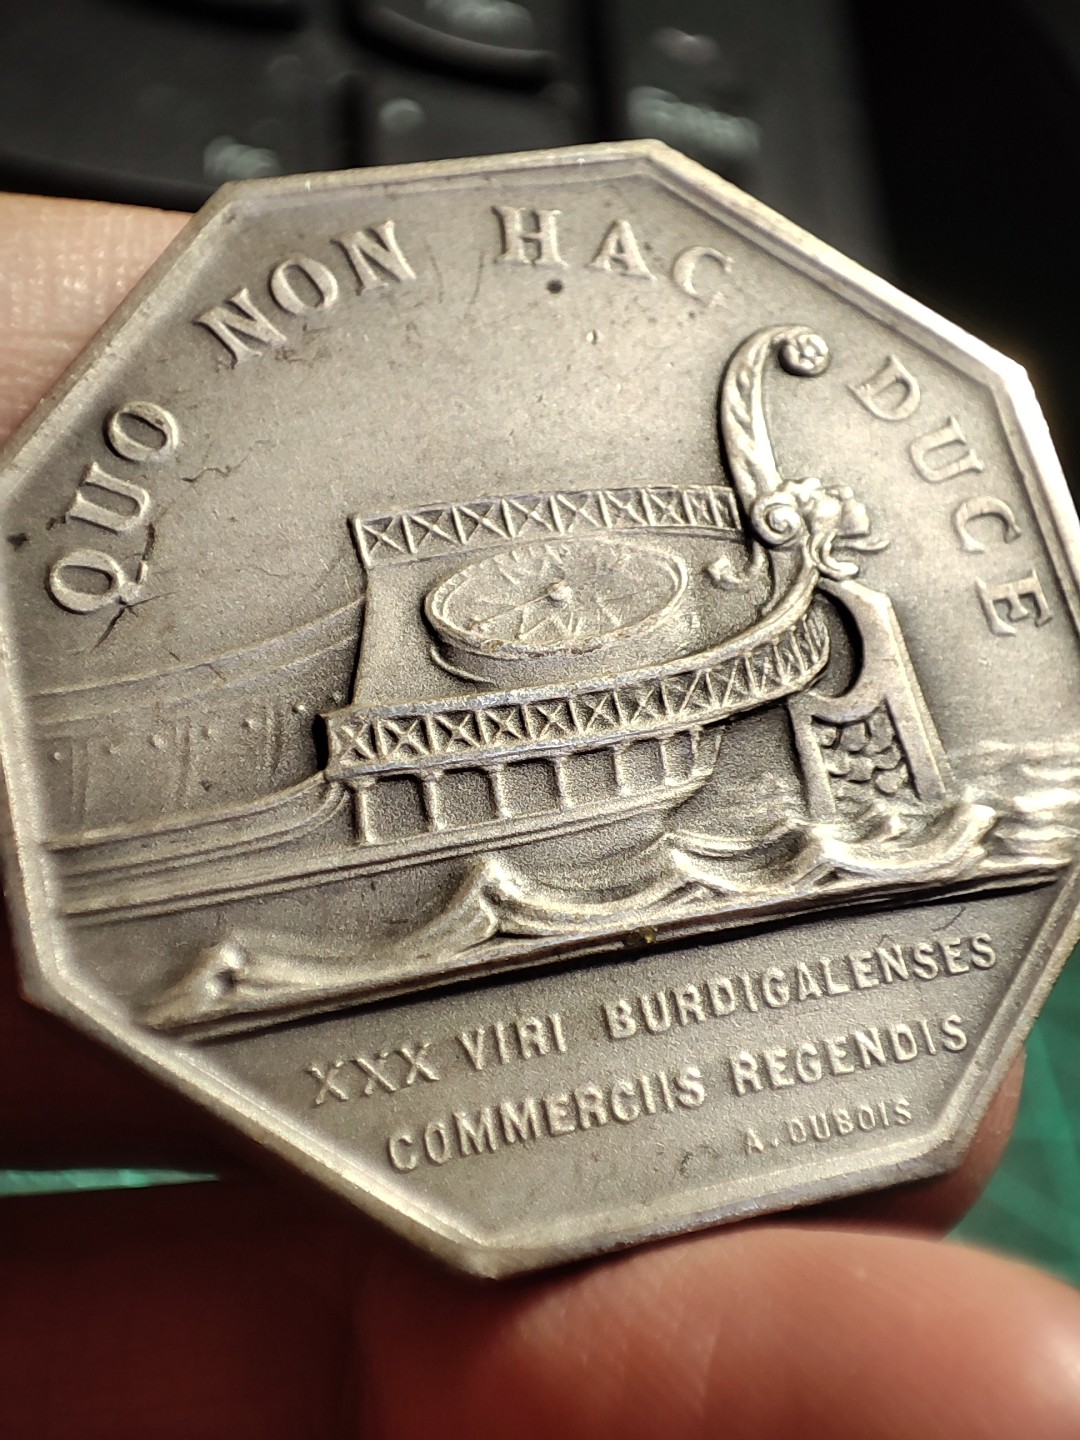 QUO NON HAC DUCE
XXX VIRI BURDIGALENSES
COMMERCIIS REGENDIS
A. DUBOIS